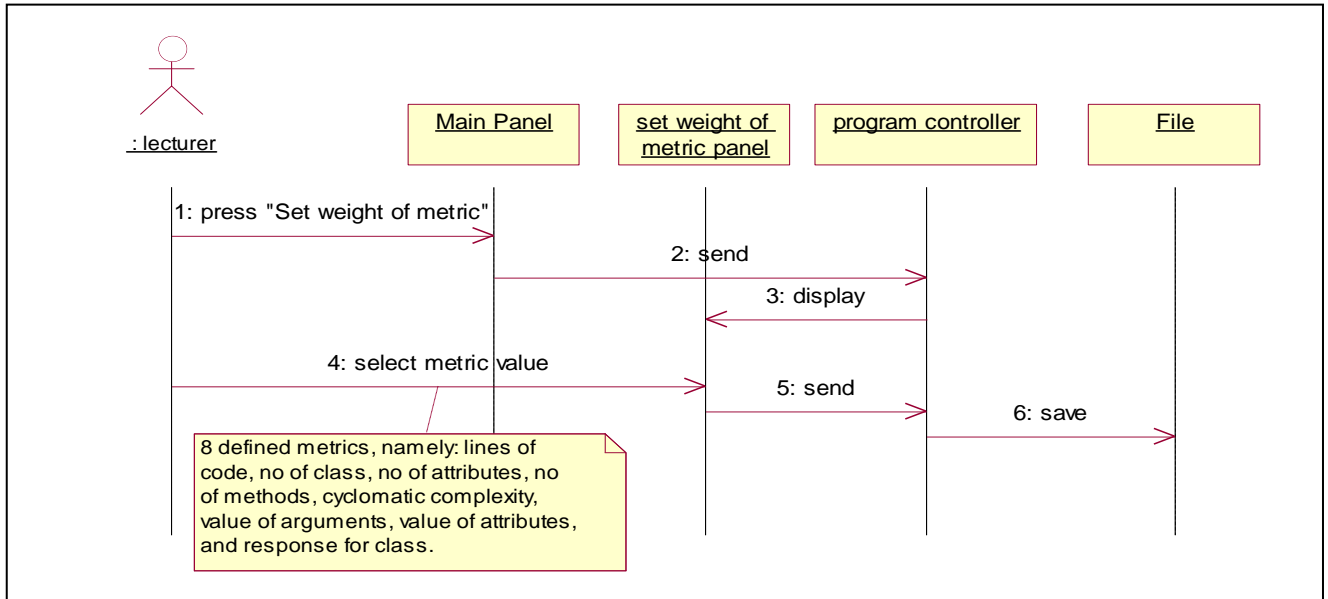 : lecturer
Main Panel
set weight of
metric panel
program controller
File
1: press "Set weight of metric"
2: send
3: display
4: select metric value
5: send
6: save
8 defined metrics, namely: lines of
code, no of class, no of attributes, no
of methods, cyclomatic complexity,
value of arguments, value of attributes,
and response for class.